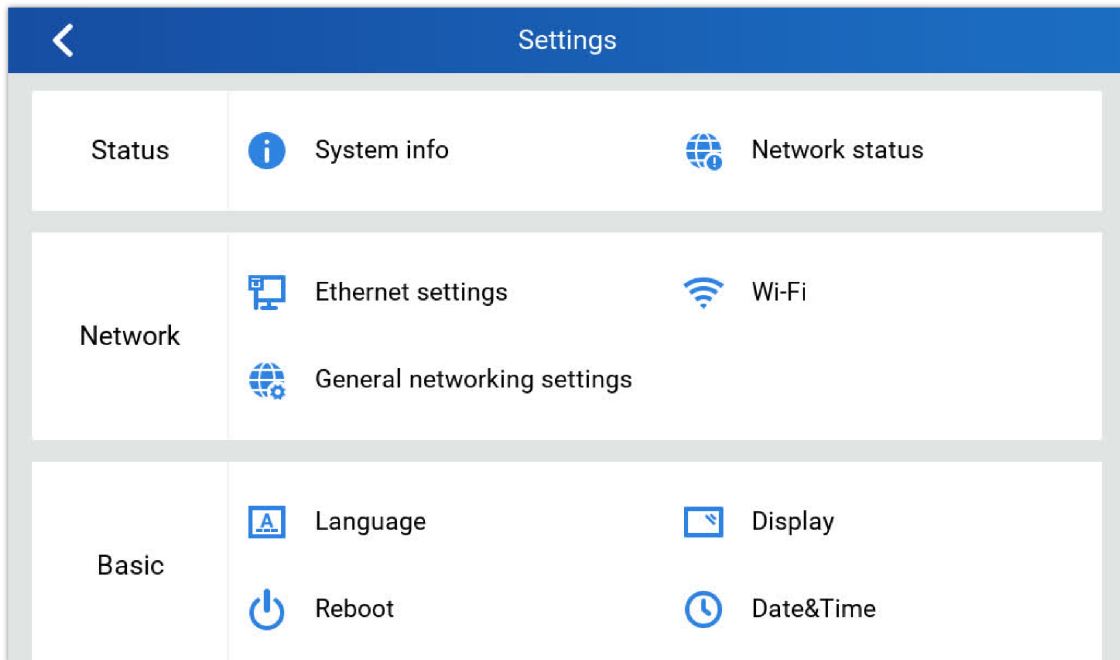 Settings
Status
System info
Network status
Network
Ethernet settings
Wi-Fi
General networking settings
Basic
Language
Display
Reboot
Date&Time